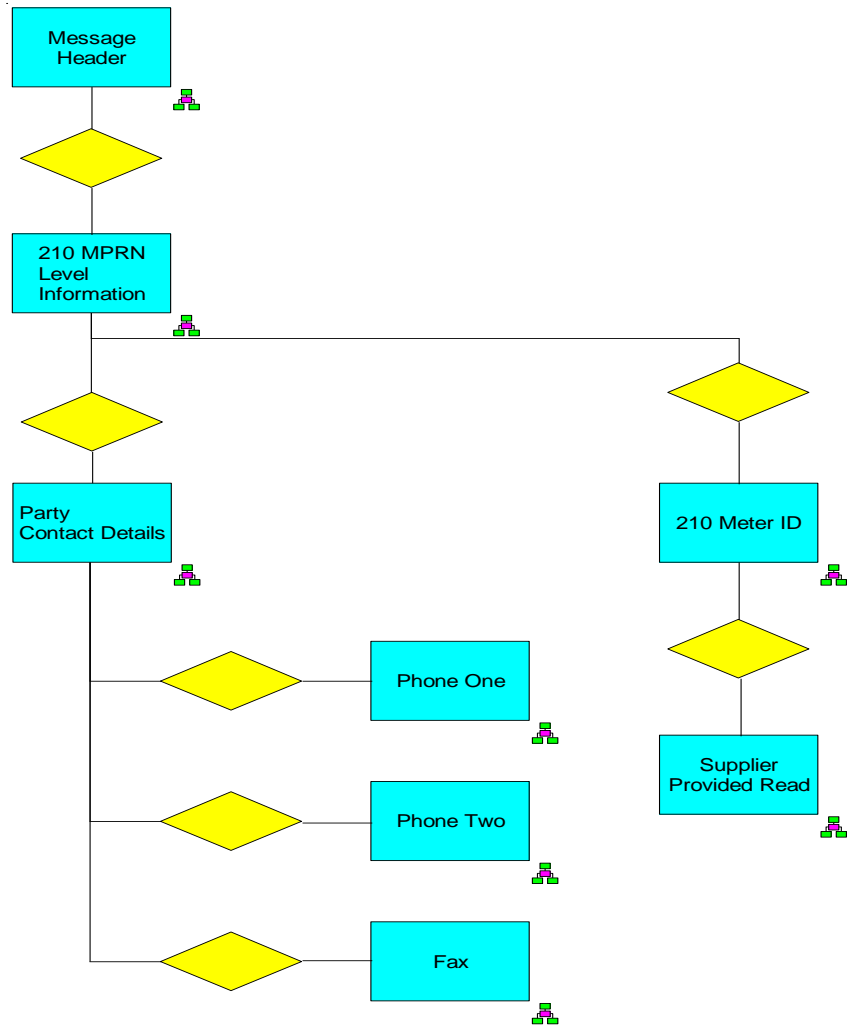 Message
Header
210 MPRN
Level
Information
Party
Contact Details
210 Meter ID
Phone One
Supplier
Provided Read
Phone Two
Fax